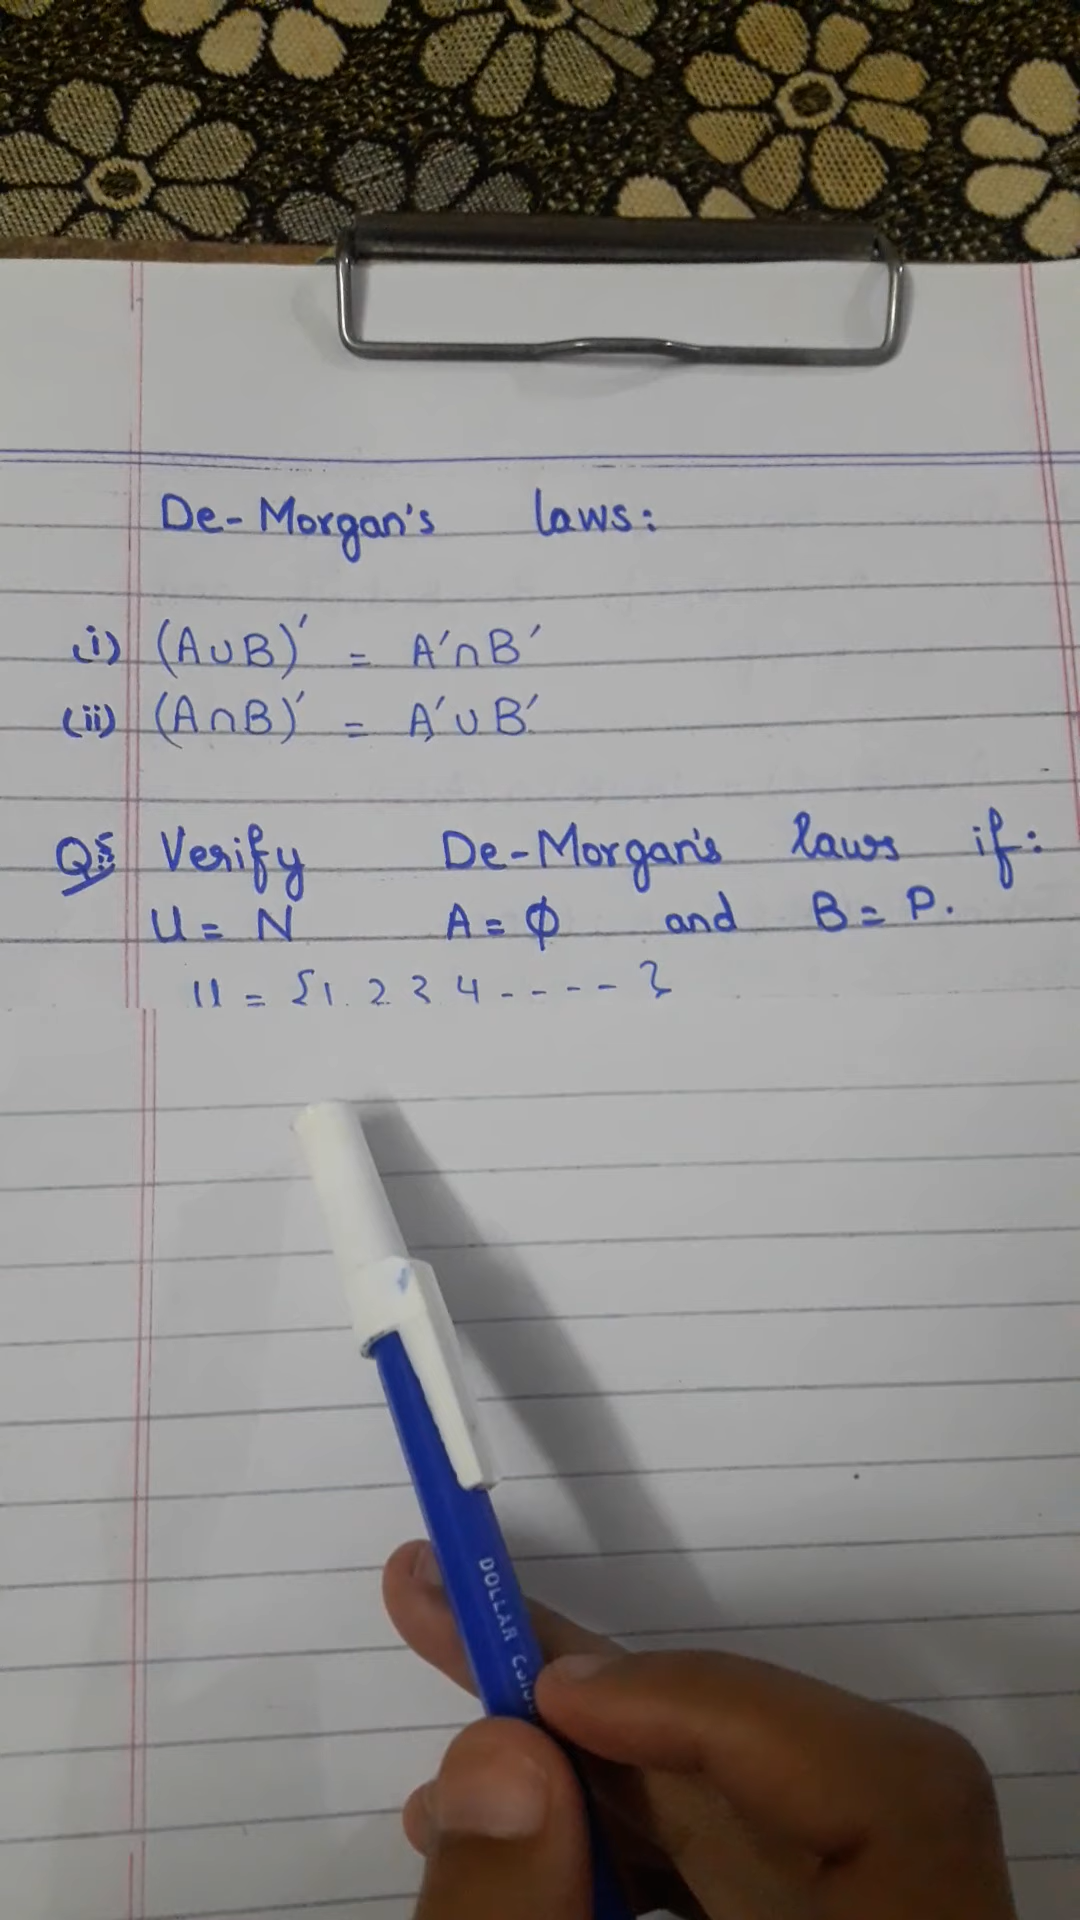 De-Morgan's laws:
(i) (A∪B)′ = A′∩B′
(ii) (A∩B)′ = A′∪B′
Q5 Verify De-Morgan's laws if:
U = N A = φ and B = P.
U = {1, 2, 3, 4 - - - - }
DOLLAR